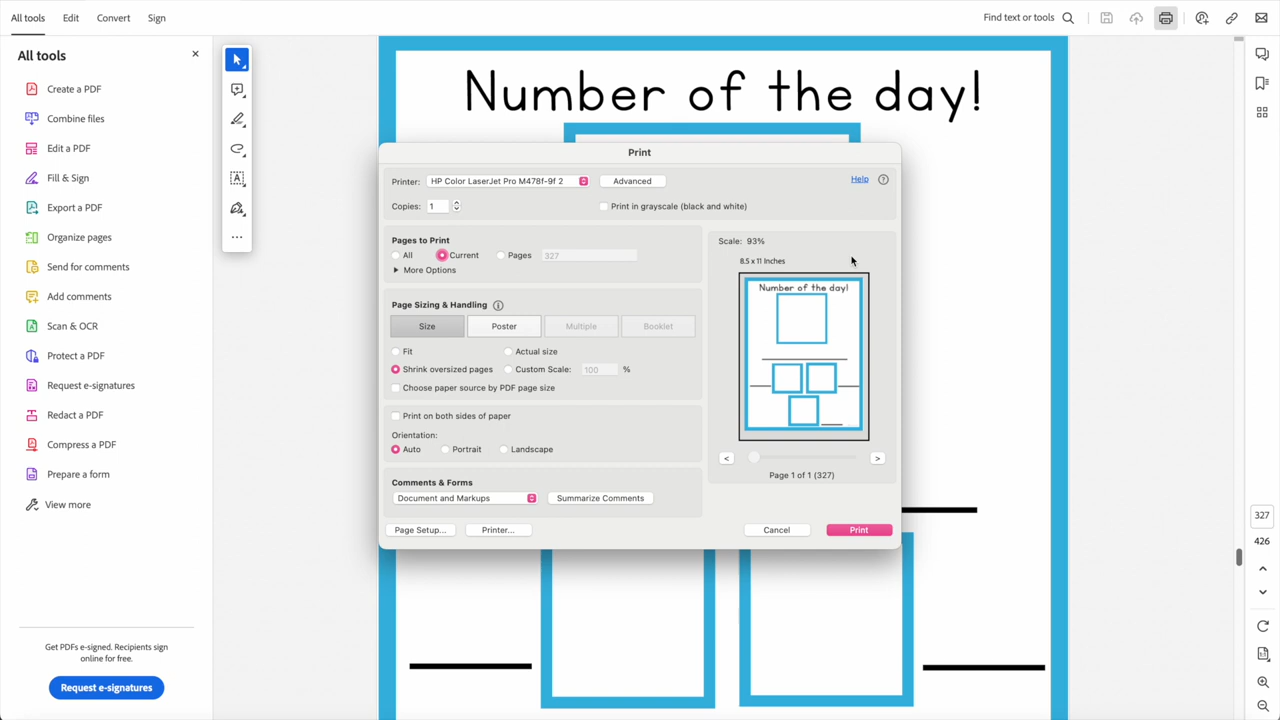 All tools
Edit
Convert
Sign
Find text or tools
All tools
Create a PDF
Combine files
Edit a PDF
Fill & Sign
Export a PDF
Organize pages
Send for comments
Add comments
Scan & OCR
Protect a PDF
Request e-signatures
Redact a PDF
Compress a PDF
Prepare a form
View more
Get PDFs e-signed. Recipients sign
online for free.
Request e-signatures
Number of the day!
Print
Printer: HP Color LaserJet Pro M478f-9f 2 Advanced
Help ?
Copies: 1 Print in grayscale (black and white)
Pages to Print
All Current Pages 327
More Options
Page Sizing & Handling
Size Poster Multiple Booklet
Fit Actual size
Shrink oversized pages Custom Scale: 100 %
Choose paper source by PDF page size
Print on both sides of paper
Orientation:
Auto Portrait Landscape
Comments & Forms
Document and Markups Summarize Comments
Page Setup... Printer...
Scale: 93%
8.5 x 11 Inches
Number of the day!
< >
Page 1 of 1 (327)
Cancel Print
327
426